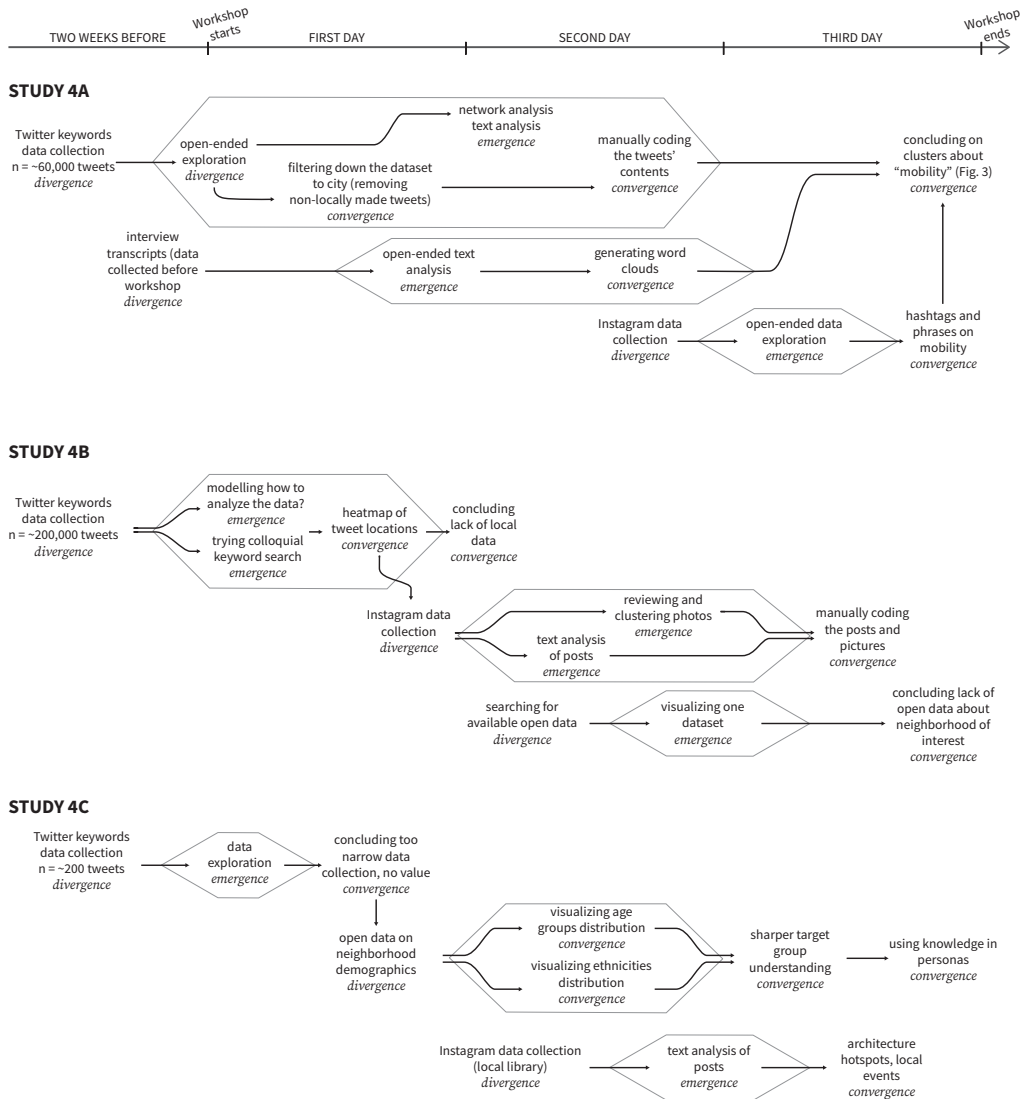 TWO WEEKS BEFORE
Workshop
starts
FIRST DAY
SECOND DAY
THIRD DAY
Workshop
ends
STUDY 4A
Twitter keywords
data collection
n = ~60,000 tweets
divergence
open-ended
exploration
divergence
network analysis
text analysis
emergence
filtering down the dataset
to city (removing
non-locally made tweets)
convergence
manually coding
the tweets'
contents
convergence
concluding on
clusters about
“mobility” (Fig. 3)
convergence
interview
transcripts (data
collected before
workshop
divergence
open-ended text
analysis
emergence
generating word
clouds
convergence
Instagram data
collection
divergence
open-ended data
exploration
emergence
hashtags and
phrases on
mobility
convergence
STUDY 4B
Twitter keywords
data collection
n = ~200,000 tweets
divergence
modelling how to
analyze the data?
emergence
trying colloquial
keyword search
emergence
heatmap of
tweet locations
convergence
concluding
lack of local
data
convergence
Instagram data
collection
divergence
reviewing and
clustering photos
emergence
text analysis
of posts
emergence
manually coding
the posts and
pictures
convergence
searching for
available open data
divergence
visualizing one
dataset
emergence
concluding lack of
open data about
neighborhood of
interest
convergence
STUDY 4C
Twitter keywords
data collection
n = ~200 tweets
divergence
data
exploration
emergence
concluding too
narrow data
collection, no value
convergence
open data on
neighborhood
demographics
divergence
visualizing age
groups distribution
convergence
visualizing ethnicities
distribution
convergence
sharper target
group
understanding
convergence
using knowledge in
personas
convergence
Instagram data collection
(local library)
divergence
text analysis of
posts
emergence
architecture
hotspots, local
events
convergence